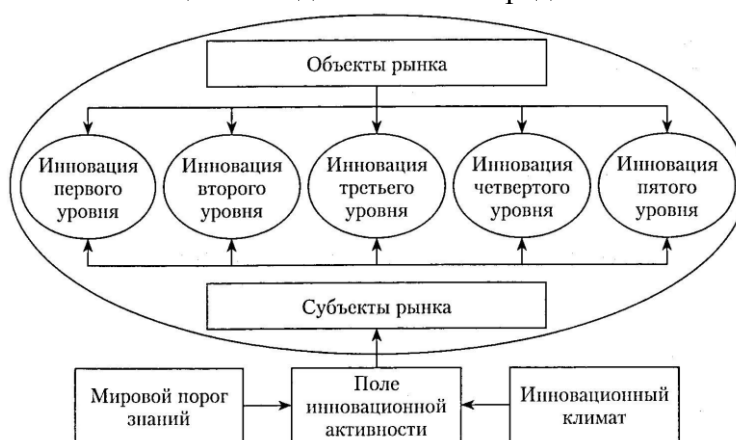 Объекты рынка
Инновация
первого
уровня
Инновация
второго
уровня
Инновация
третьего
уровня
Инновация
четвертого
уровня
Инновация
пятого
уровня
Субъекты рынка
Мировой порог
знаний
Поле
инновационной
активности
Инновационный
климат